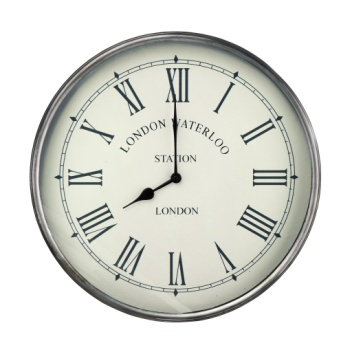 XII
I
II
III
IIII
V
VI
VII
VIII
IX
X
XI
LONDON WATERLOO
STATION
LONDON